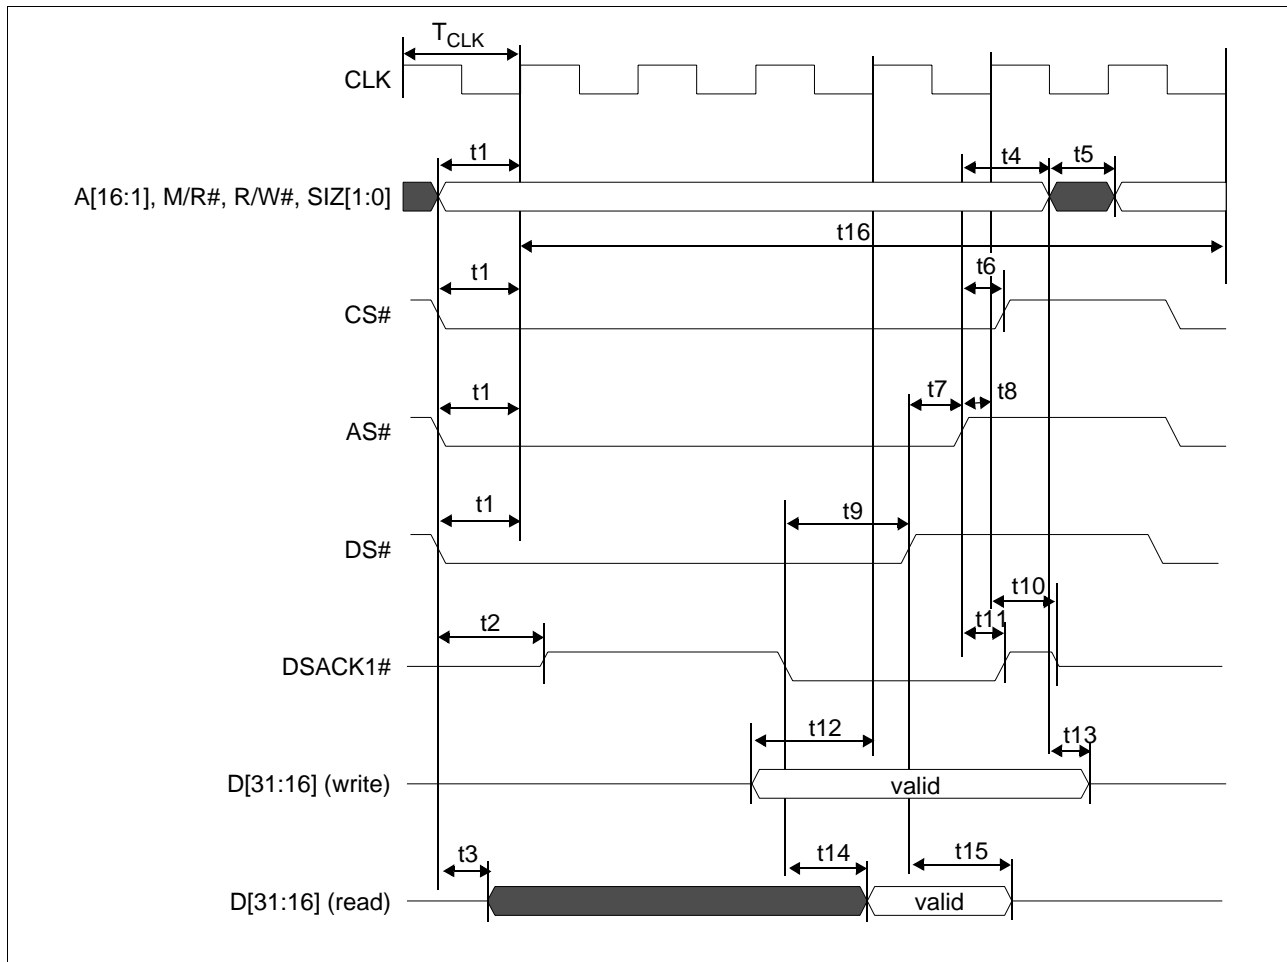 TCLK
CLK
t1
t4
t5
A[16:1], M/R#, R/W#, SIZ[1:0]
t16
t1
t6
CS#
t1
t7
t8
AS#
t1
t9
DS#
t10
t2
t11
DSACK1#
t12
t13
D[31:16] (write)
valid
t3
t14
t15
D[31:16] (read)
valid